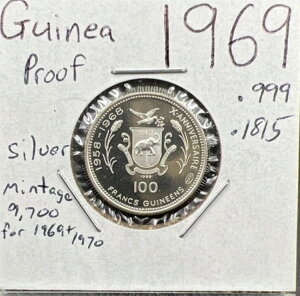 Guinea
1969
Proof
.999
.1815
Silver
Mintage
9,700
for 1969+1970
1958-1968
X.ANNIVERSAIRE
1969
100
FRANCS GUINEENS